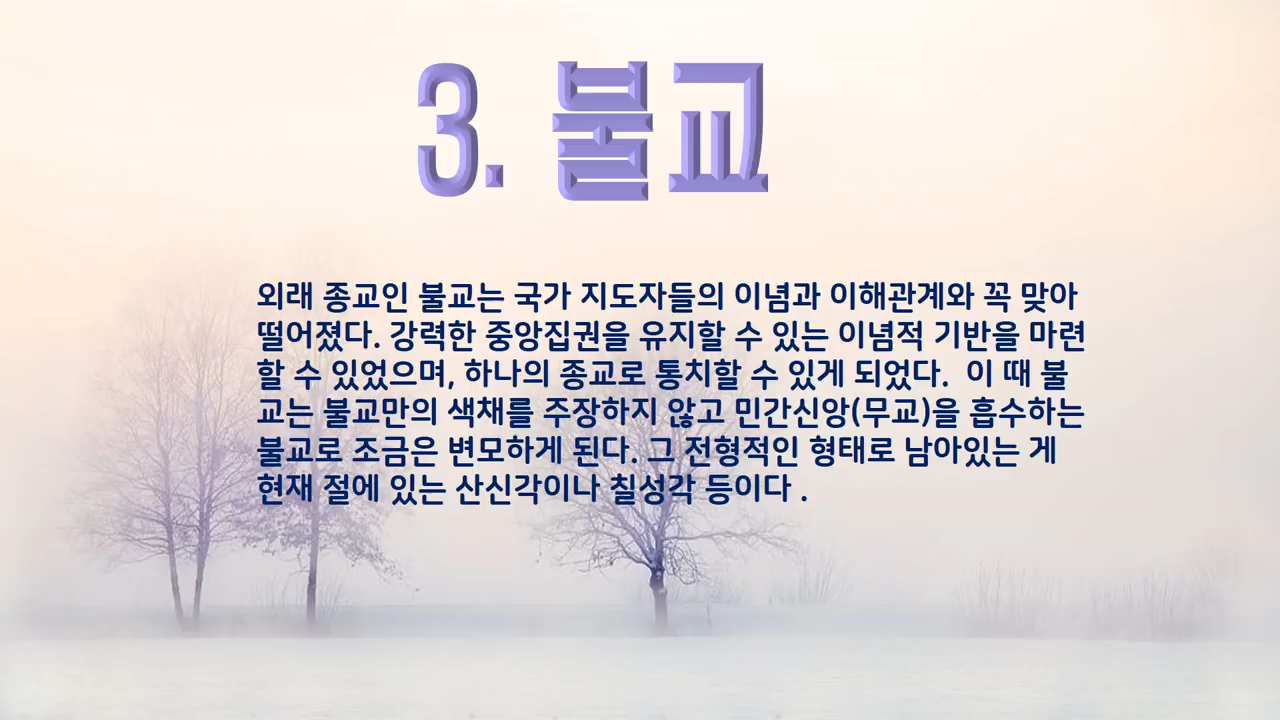 3. 불교
외래 종교인 불교는 국가 지도자들의 이념과 이해관계와 꼭 맞아
떨어졌다. 강력한 중앙집권을 유지할 수 있는 이념적 기반을 마련
할 수 있었으며, 하나의 종교로 통치할 수 있게 되었다.  이 때 불
교는 불교만의 색채를 주장하지 않고 민간신앙(무교)을 흡수하는
불교로 조금은 변모하게 된다. 그 전형적인 형태로 남아있는 게
현재 절에 있는 산신각이나 칠성각 등이다 .